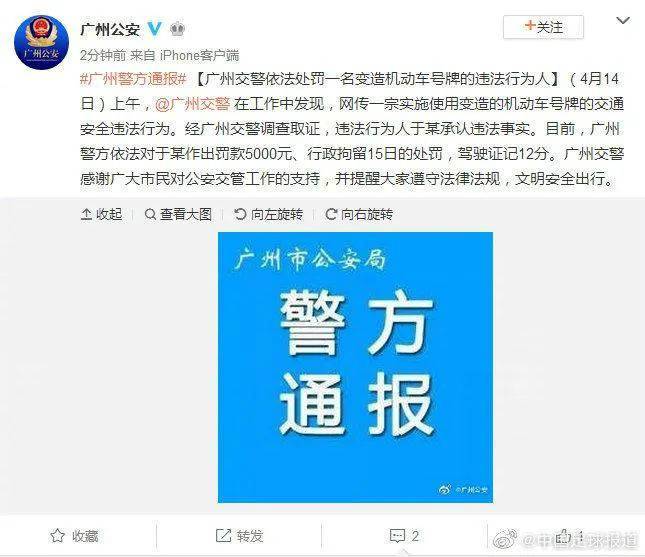 广州公安
+关注
2分钟前 来自 iPhone客户端
#广州警方通报# 【广州交警依法处罚一名变造机动车号牌的违法行为人】（4月14
日）上午，@广州交警 在工作中发现，网传一宗实施使用变造的机动车号牌的交通
安全违法行为。经广州交警调查取证，违法行为人于某承认违法事实。目前，广州
警方依法对于某作出罚款5000元、行政拘留15日的处罚，驾驶证记12分。广州交警
感谢广大市民对公安交管工作的支持，并提醒大家遵守法律法规，文明安全出行。
收起 查看大图 向左旋转 向右旋转
广州市公安局
警方
通报
@广州公安
收藏 转发 2 1
@中国足球报道